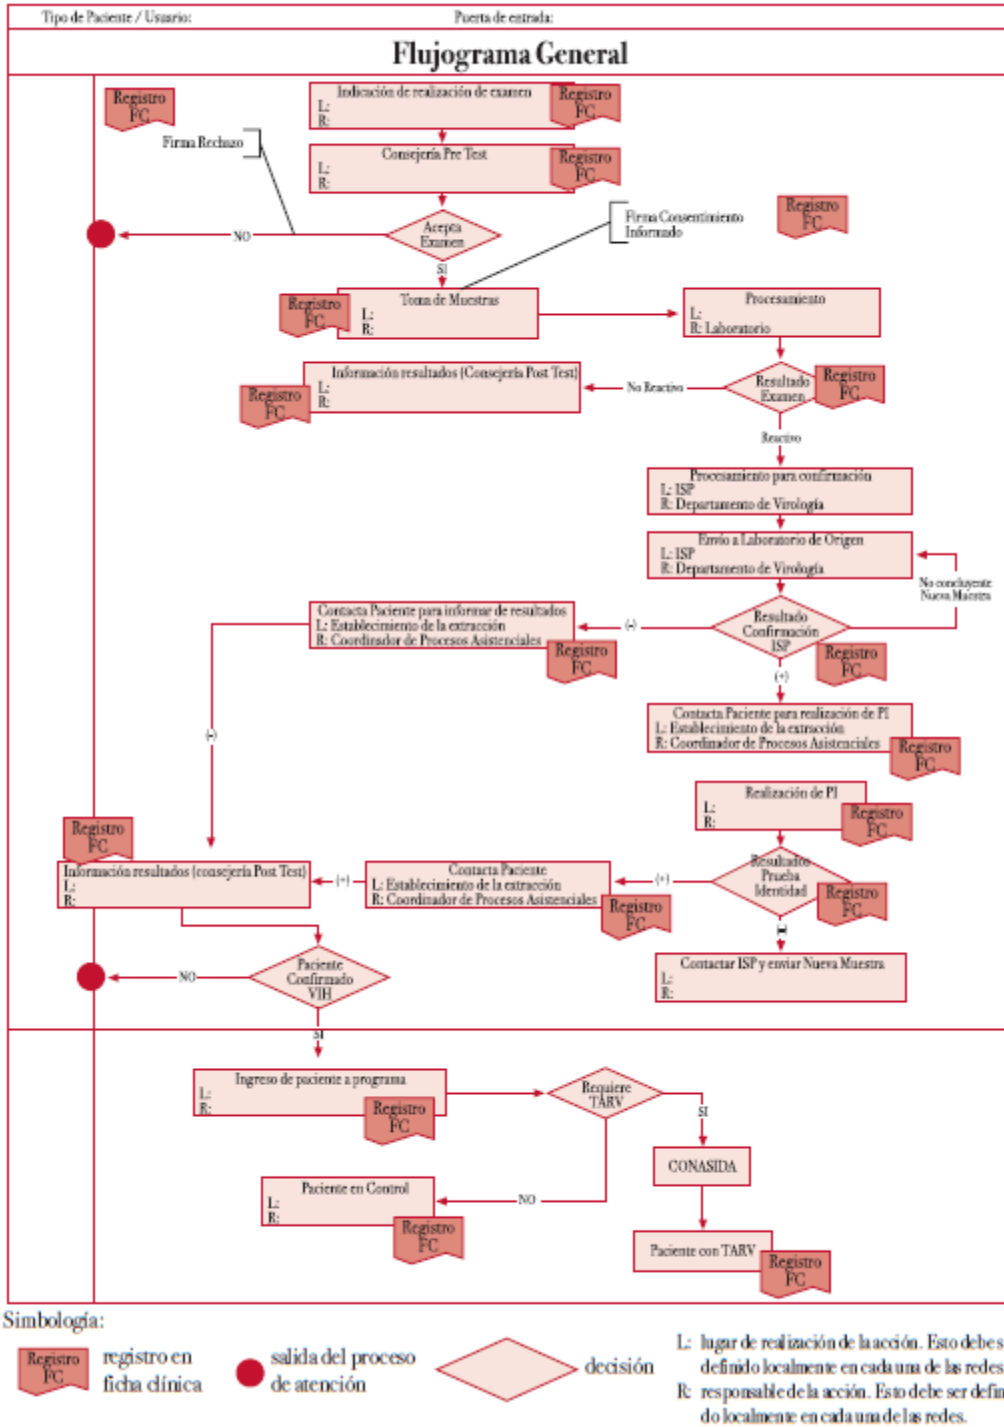 Tipo de Paciente / Usuario:
Puerta de entrada:
Flujograma General
Registro
FC
Indicación de realización de examen
L:
R:
Registro
FC
Firma Rechazo
Consejería Pre Test
L:
R:
Registro
FC
Acepta
Examen
NO
SI
Firma Consentimiento
Informado
Registro
FC
Registro
FC
Toma de Muestras
L:
R:
Procesamiento
L:
R: Laboratorio
Información resultados (Consejería Post Test)
L:
R:
Registro
FC
No Reactivo
Resultado
Examen
Registro
FC
Reactivo
Procesamiento para confirmación
L: ISP
R: Departamento de Virología
Envío a Laboratorio de Origen
L: ISP
R: Departamento de Virología
No concluyente
Nueva Muestra
Contacta Paciente para informar de resultados
L: Establecimiento de la extracción
R: Coordinador de Procesos Asistenciales
Registro
FC
(-)
Resultado
Confirmación
ISP
Registro
FC
(+)
(-)
Contacta Paciente para realización de PI
L: Establecimiento de la extracción
R: Coordinador de Procesos Asistenciales
Registro
FC
Realización de PI
L:
R:
Registro
FC
Registro
FC
Información resultados (consejería Post Test)
L:
R:
(+)
Contacta Paciente
L: Establecimiento de la extracción
R: Coordinador de Procesos Asistenciales
Registro
FC
(+)
Resultados
Prueba
Identidad
Registro
FC
Contactar ISP y enviar Nueva Muestra
L:
R:
NO
Paciente
Confirmado
VIH
SI
Ingreso de paciente a programa
L:
R:
Registro
FC
Requiere
TARV
SI
CONASIDA
NO
Paciente en Control
L:
R:
Registro
FC
Paciente con TARV
Registro
FC
Simbología:
Registro
FC
registro en
ficha clínica
salida del proceso
de atención
decisión
L: lugar de realización de la acción. Esto debe s
definido localmente en cada una de las redes
R: responsable de la acción. Esto debe ser defin
do localmente en cada una de las redes.